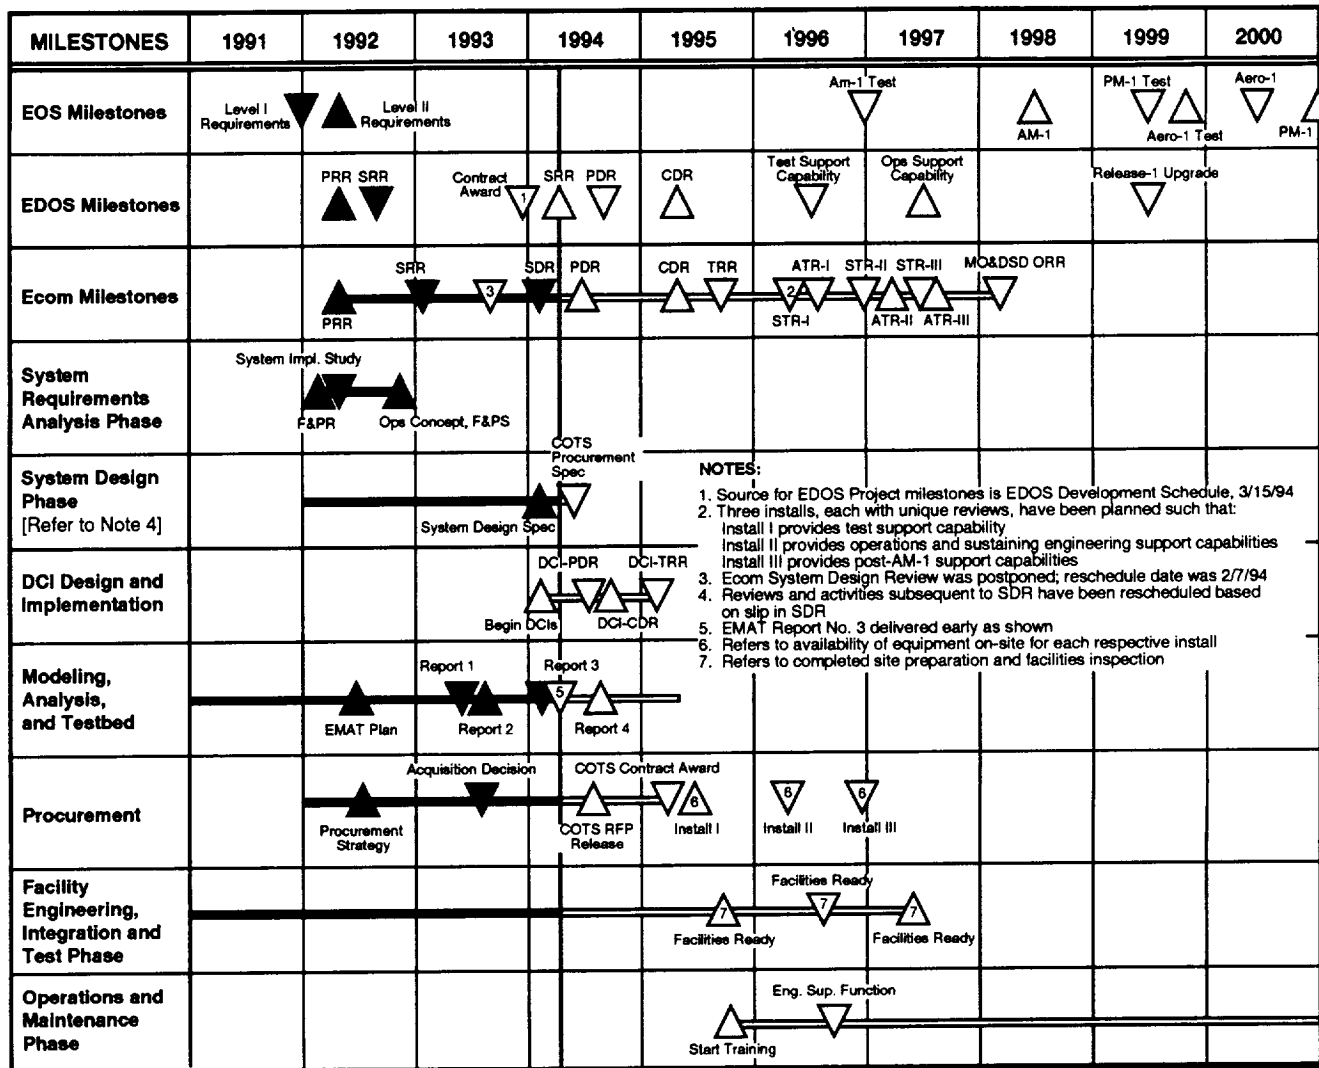 MILESTONES 1991 1992 1993 1994 1995 1996 1997 1998 1999 2000
EOS Milestones
Level I
Requirements
Level II
Requirements
Am-1 Test
AM-1
PM-1 Test
Aero-1 Test
Aero-1
PM-1
EDOS Milestones
PRR SRR
Contract
Award
1
SRR PDR
CDR
Test Support
Capability
Ops Support
Capability
Release-1 Upgrade
Ecom Milestones
PRR
SRR
3
SDR PDR
CDR TRR
2
STR-I
ATR-I
STR-II
ATR-II
STR-III
ATR-III
MO&DSD ORR
System
Requirements
Analysis Phase
System Impl. Study
F&PR
Ops Concept, F&PS
System Design
Phase
[Refer to Note 4]
COTS
Procurement
Spec
System Design Spec
DCI Design and
Implementation
DCI-PDR
DCI-TRR
Begin DCIs
DCI-CDR
NOTES:
1. Source for EDOS Project milestones is EDOS Development Schedule, 3/15/94
2. Three installs, each with unique reviews, have been planned such that:
Install I provides test support capability
Install II provides operations and sustaining engineering support capabilities
Install III provides post-AM-1 support capabilities
3. Ecom System Design Review was postponed; reschedule date was 2/7/94
4. Reviews and activities subsequent to SDR have been rescheduled based
on slip in SDR
5. EMAT Report No. 3 delivered early as shown
6. Refers to availability of equipment on-site for each respective install
7. Refers to completed site preparation and facilities inspection
Modeling,
Analysis,
and Testbed
Report 1
Report 3
5
EMAT Plan
Report 2
Report 4
Procurement
Acquisition Decision
COTS Contract Award
6
6
6
Procurement
Strategy
COTS RFP
Release
Install I
Install II
Install III
Facility
Engineering,
Integration and
Test Phase
Facilities Ready
7
7
7
Facilities Ready
Facilities Ready
Operations and
Maintenance
Phase
Eng. Sup. Function
Start Training